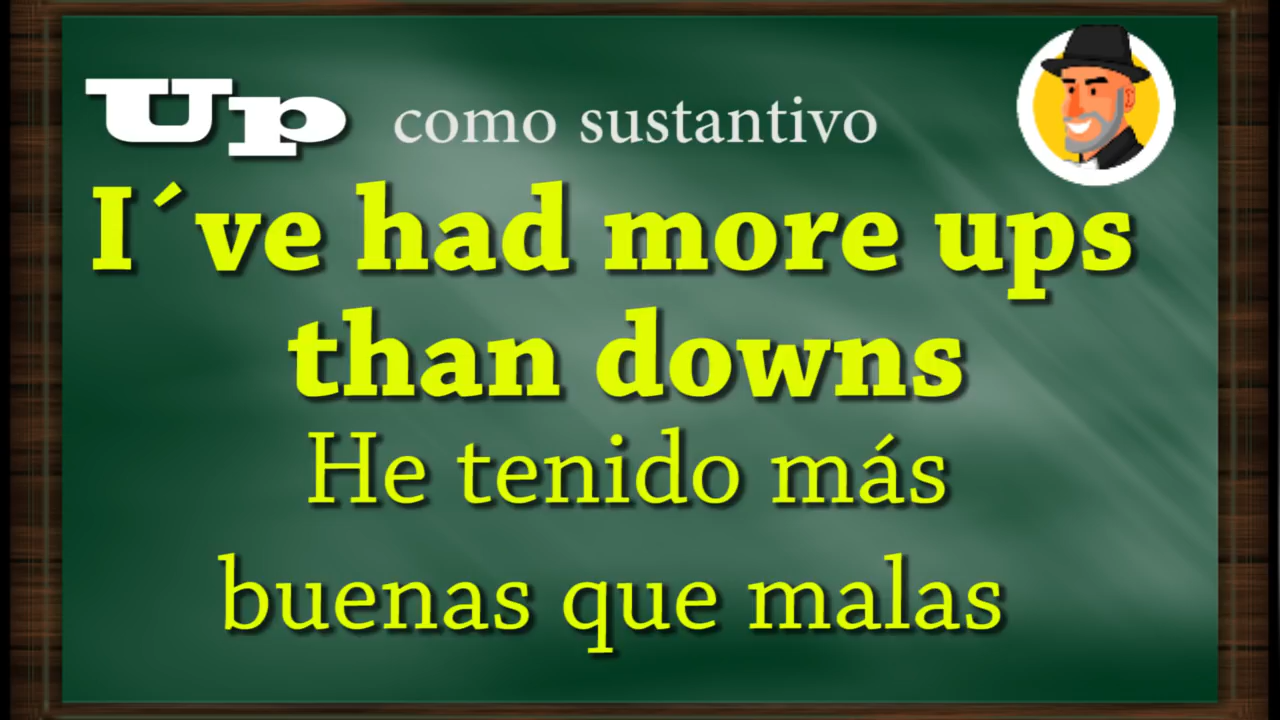 Up como sustantivo
I´ve had more ups
than downs
He tenido más
buenas que malas